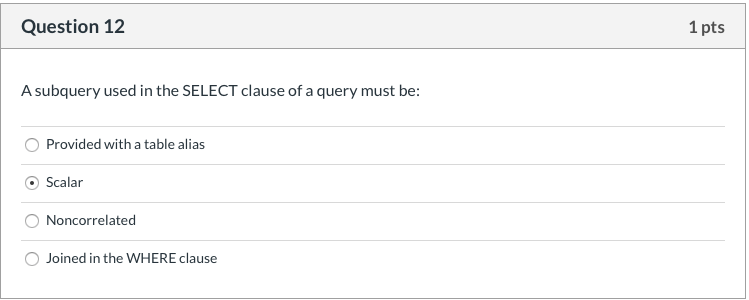 Question 12
1 pts
A subquery used in the SELECT clause of a query must be:
Provided with a table alias
Scalar
Noncorrelated
Joined in the WHERE clause